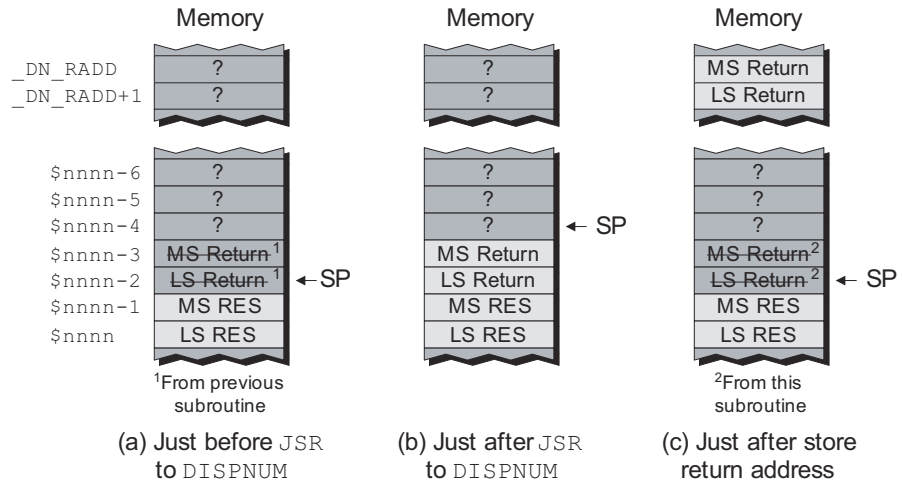 Memory Memory Memory
_DN_RADD ? ? MS Return
_DN_RADD+1 ? ? LS Return
$nnnn-6 ? ? ?
$nnnn-5 ? ? ?
$nnnn-4 ? ? ← SP ?
$nnnn-3 MS Return¹ MS Return MS Return²
$nnnn-2 LS Return¹ ← SP LS Return LS Return² ← SP
$nnnn-1 MS RES MS RES MS RES
$nnnn LS RES LS RES LS RES
¹From previous
subroutine
²From this
subroutine
(a) Just before JSR
to DISPNUM
(b) Just after JSR
to DISPNUM
(c) Just after store
return address